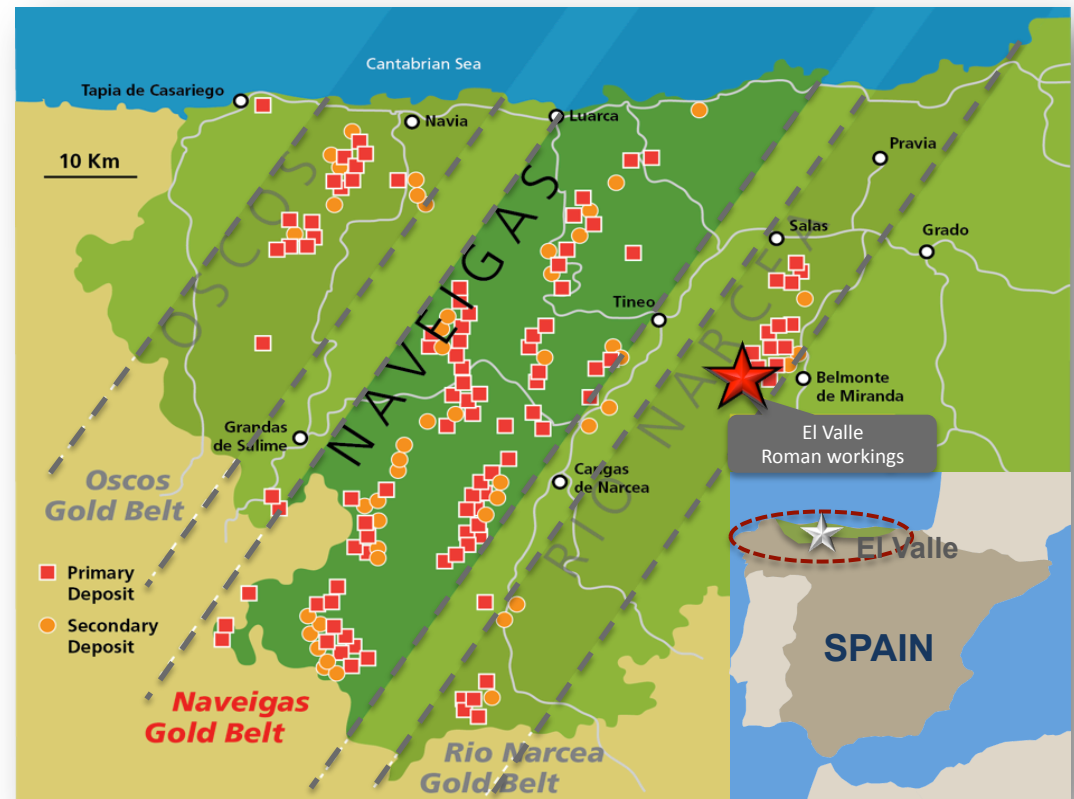 Cantabrian Sea
Tapia de Casariego
Navia
Luarca
10 Km
Pravia
OSCOS
NAVEIGAS
Salas
Grado
RIO NARCEA
Tineo
Belmonte
de Miranda
El Valle
Roman workings
Grandas
de Salime
Cangas
de Narcea
Oscos
Gold Belt
Primary
Deposit
Secondary
Deposit
El Valle
SPAIN
Naveigas
Gold Belt
Rio Narcea
Gold Belt